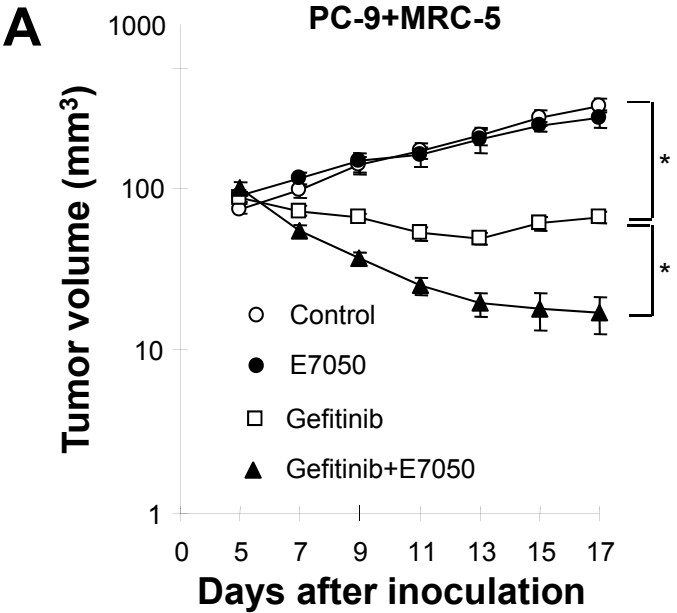 A
PC-9+MRC-5
1000
100
10
1
Tumor volume (mm³)
Control
E7050
Gefitinib
Gefitinib+E7050
*
*
0 5 7 9 11 13 15 17
Days after inoculation